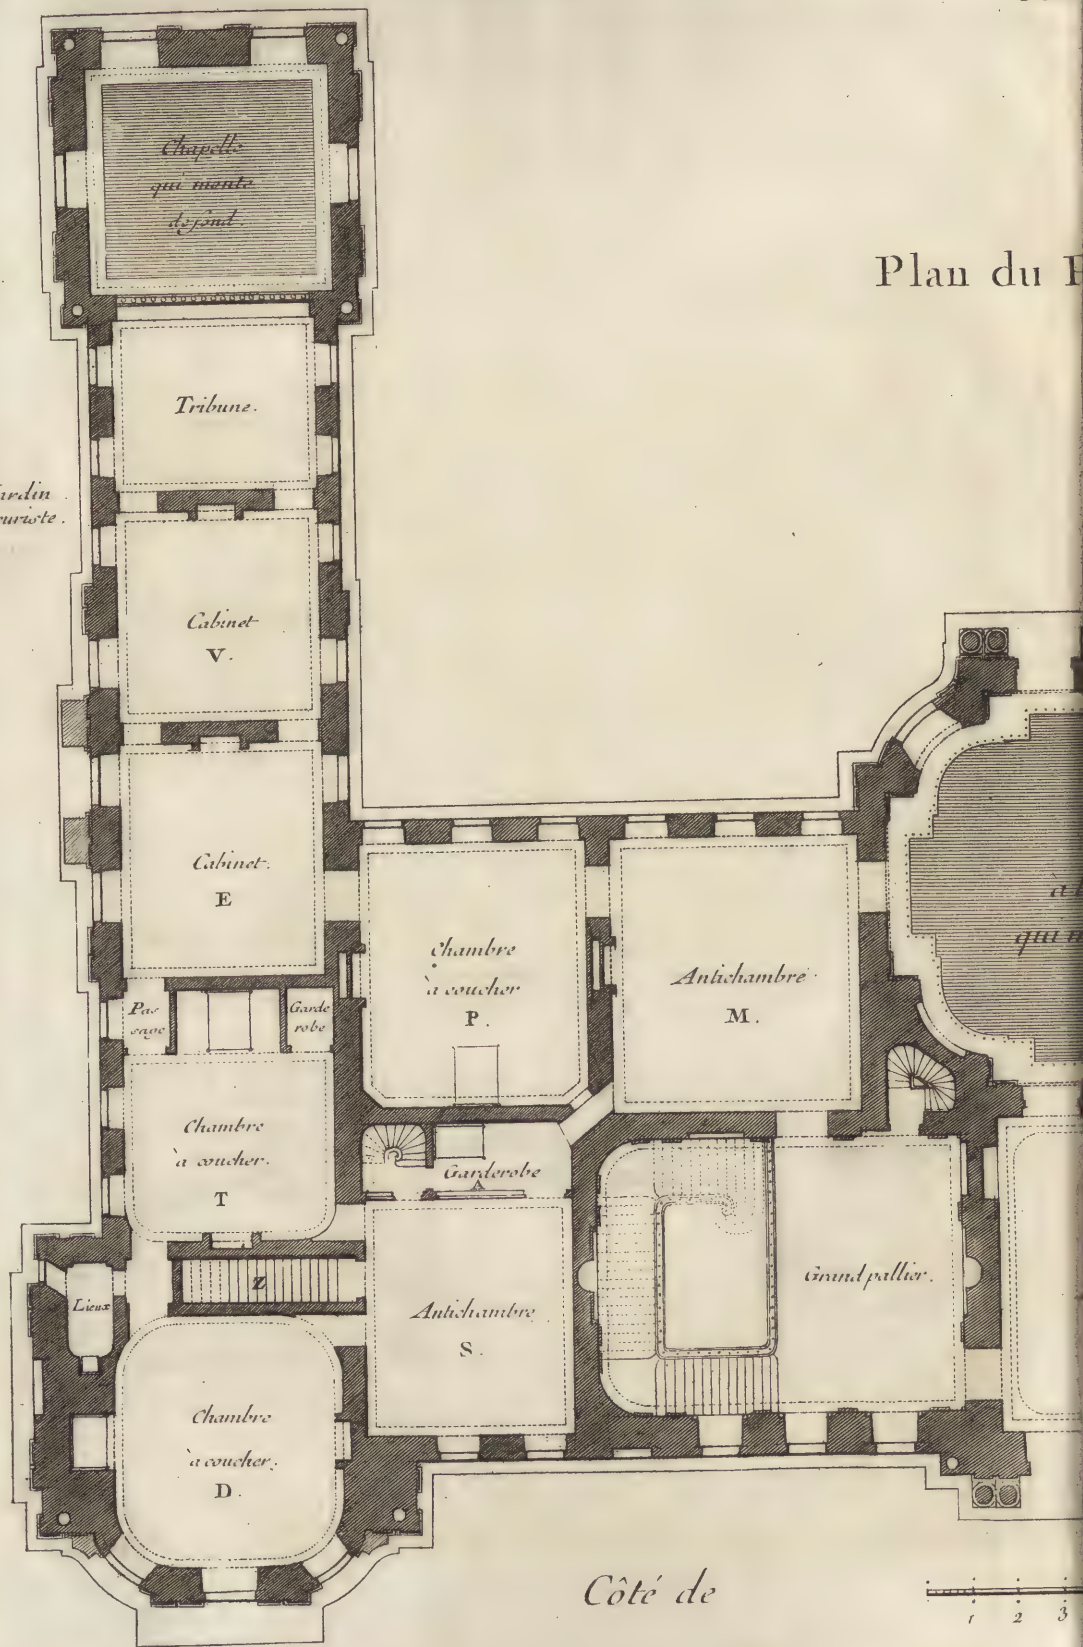 Chapelle
qui monte
de fond.
Plan du
Tribune.
Cabinet
V.
Cabinet.
E
Chambre
à coucher
P.
Antichambre
M.
Pas
sage
Garde
robe
Chambre
à coucher.
T
Garderobe
A
Lieux
Z
Antichambre
S.
Grand pallier.
Chambre
à coucher.
D.
Côté de
1 2 3